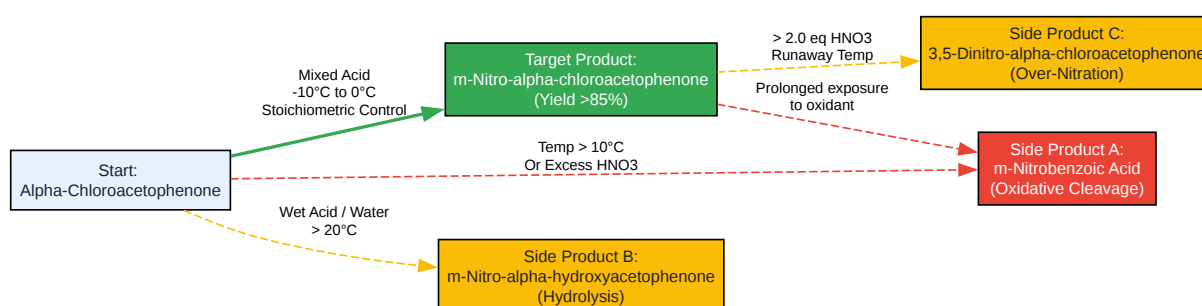 Start:
Alpha-Chloroacetophenone
Mixed Acid
-10°C to 0°C
Stoichiometric Control
Target Product:
m-Nitro-alpha-chloroacetophenone
(Yield >85%)
> 2.0 eq HNO3
Runaway Temp
Side Product C:
3,5-Dinitro-alpha-chloroacetophenone
(Over-Nitration)
Prolonged exposure
to oxidant
Temp > 10°C
Or Excess HNO3
Side Product A:
m-Nitrobenzoic Acid
(Oxidative Cleavage)
Wet Acid / Water
> 20°C
Side Product B:
m-Nitro-alpha-hydroxyacetophenone
(Hydrolysis)